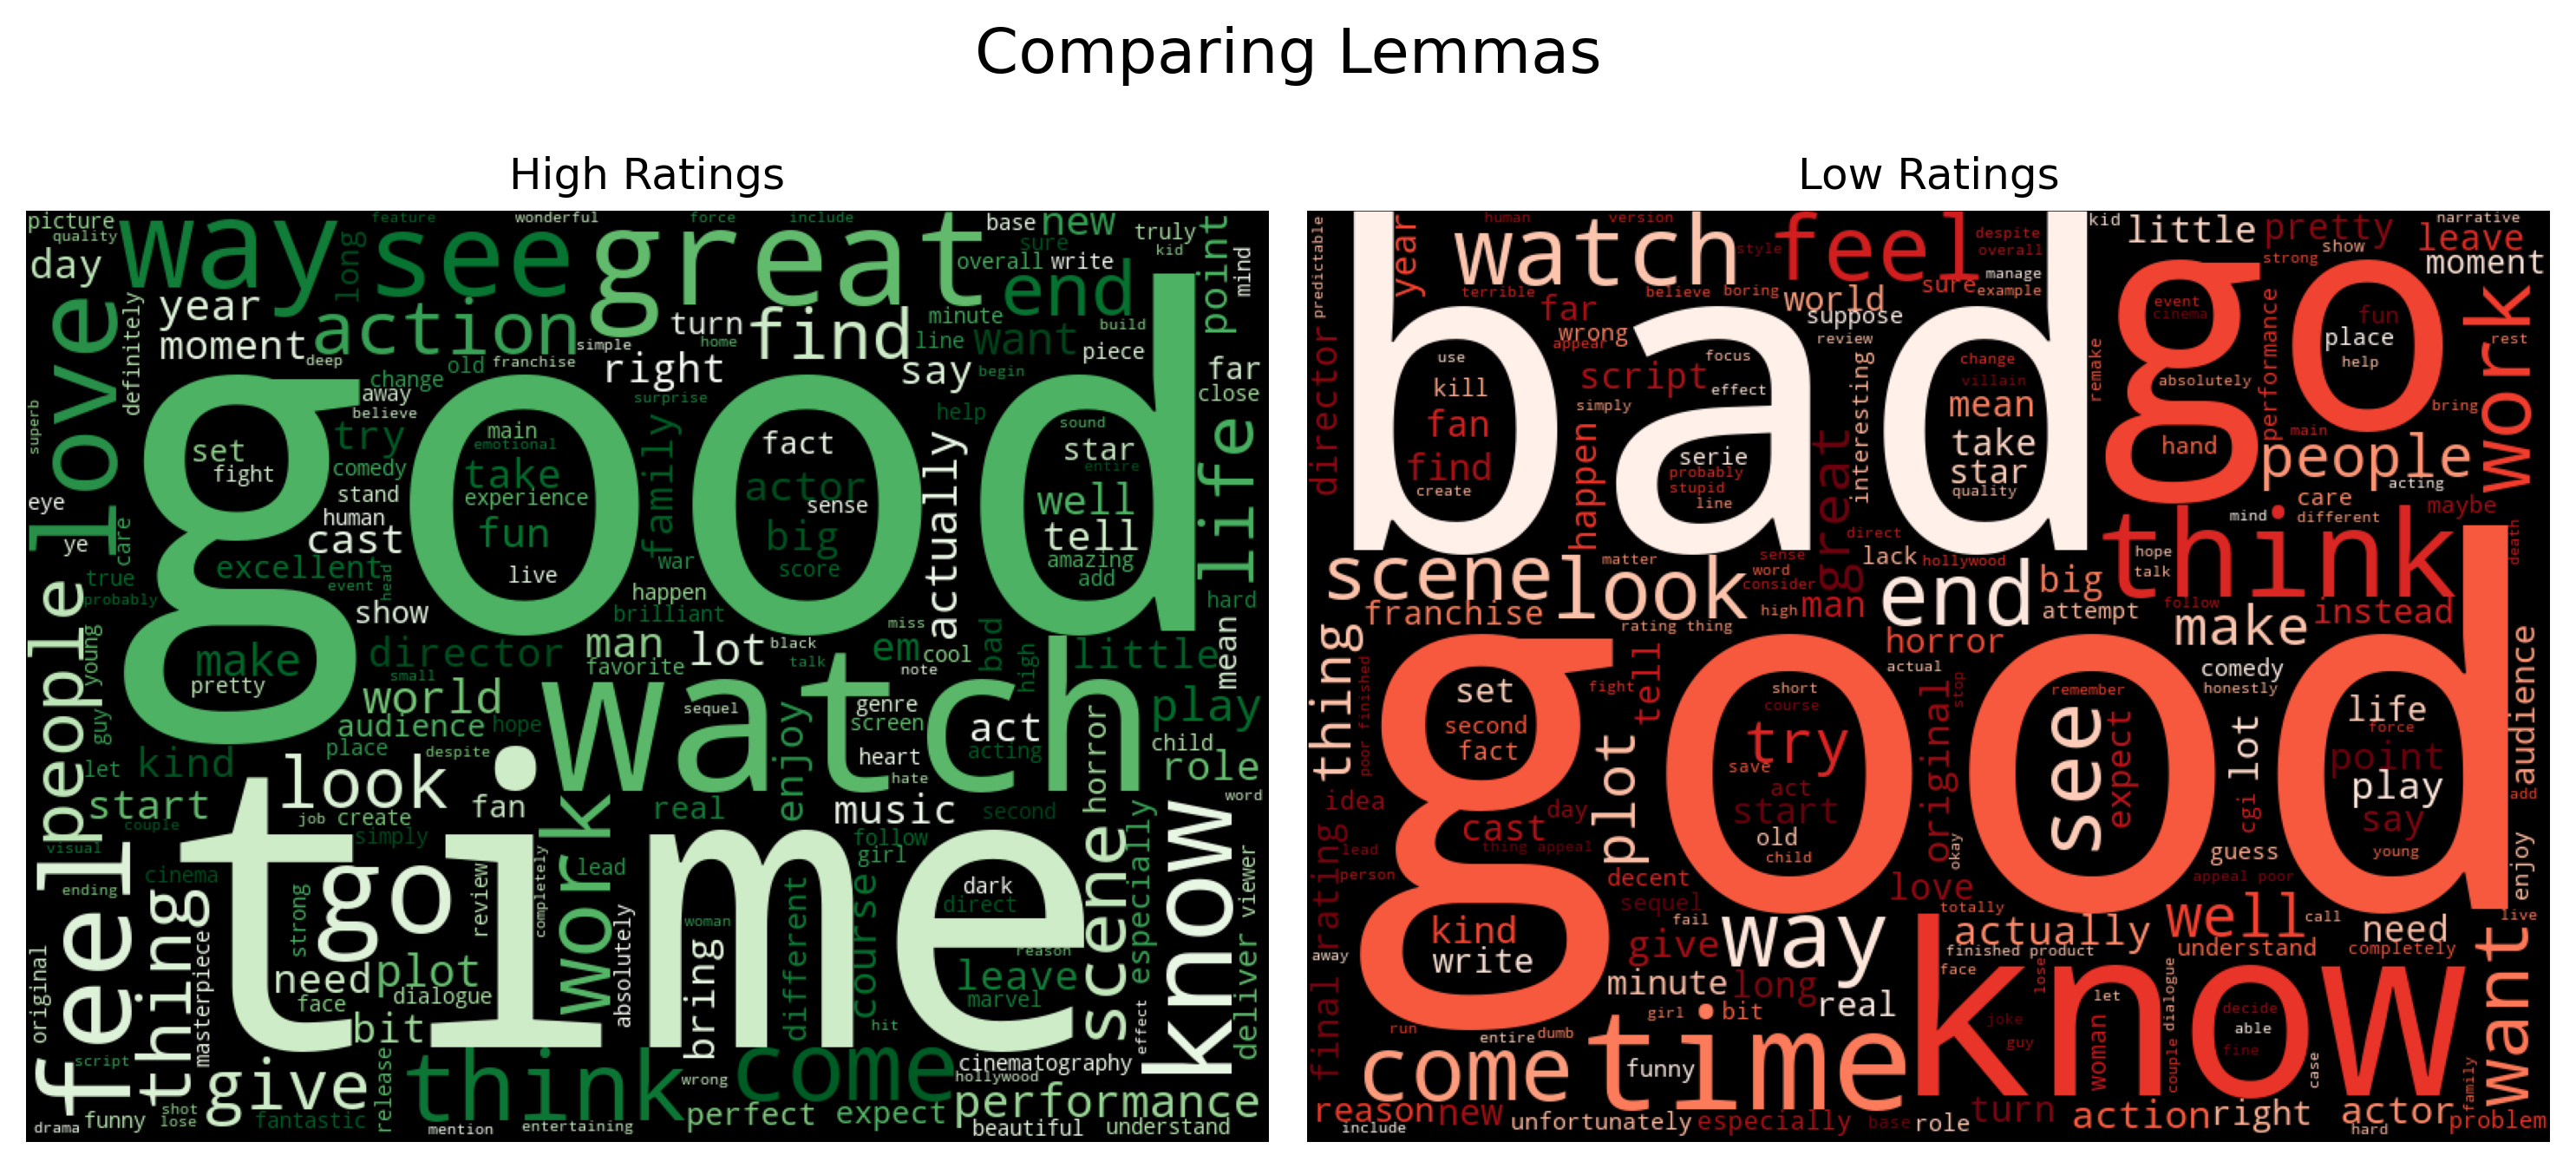 Comparing Lemmas
High Ratings
picture
quality
way
see
feature
wonderful
great
force
include
base
new
sure
truly
kid
point
mind
day
long
overall
write
end
love
definitely
year
moment
action
deep
simple
franchise
turn
home
find
minute
line
want
build
piece
right
say
begin
far
close
old
change
away
believe
surprise
help
superb
good
set
fight
try
comedy
stand
human
cast
main
emotional
take
experience
fun
live
family
fact
actor
sense
big
score
actually
sound
star
entire
well
tell
amazing
add
life
eye
ye
care
true
probably
excellent
event
head
show
war
happen
brilliant
hard
people
young
guy
make
pretty
director
small
man
favorite
lot
black
talk
miss
em
cool
note
bad
high
little
mean
world
audience
hope
place
despite
watch
sequel
genre
screen
heart
hate
act
acting
horror
play
child
role
let
kind
look
start
couple
job
create
fan
simply
work
real
enjoy
music
second
follow
girl
word
visual
feel
ending
cinema
thing
time
go
strong
review
completely
lead
absolutely
woman
bring
different
course
dark
direct
reason
leave
marvel
hit
scene
especially
know
viewer
deliver
original
masterpiece
need
plot
face
dialogue
bit
script
give
release
think
wrong
come
cinematography
hollywood
effect
performance
drama
funny
shot
lose
fantastic
mention
entertaining
perfect
expect
beautiful
understand
Low Ratings
predictable
year
human
version
watch
style
feel
despite
overall
manage
example
kid
little
pretty
show
strong
narrative
leave
moment
terrible
far
believe
boring
world
sure
suppose
review
wrong
appear
bad
go
event
cinema
fun
place
help
rest
work
director
use
kill
fan
find
create
script
focus
effect
simply
happen
serie
probably
stupid
line
great
interesting
change
villain
mean
take
star
quality
remake
absolutely
performance
hand
main
bring
people
acting
care
different
mind
maybe
direct
think
hope
talk
death
scene
franchise
look
matter
sense
word
consider
high
man
rating thing
lack
hollywood
end
big
attempt
follow
make
instead
horror
actual
thing
poor finished
good
set
second
fact
fight
tell
short
course
try
save
act
start
old
child
original
stop
okay
remember
see
expect
comedy
honestly
lot
cgi
guess
life
force
point
play
say
young
audience
add
enjoy
idea
plot
day
cast
thing appeal
lead
person
final rating
decent
sequel
love
appeal poor
totally
kind
write
fail
give
way
actually
finished product
face
well
call
understand
need
completely
live
away
minute
long
real
lose
know
dialogue
couple
let
decide
able
fine
joke
guy
woman
case
want
family
run
girl
bit
entire
dumb
come
time
funny
reason
include
new
unfortunately
especially
base
role
turn
action
right
actor
hard
problem